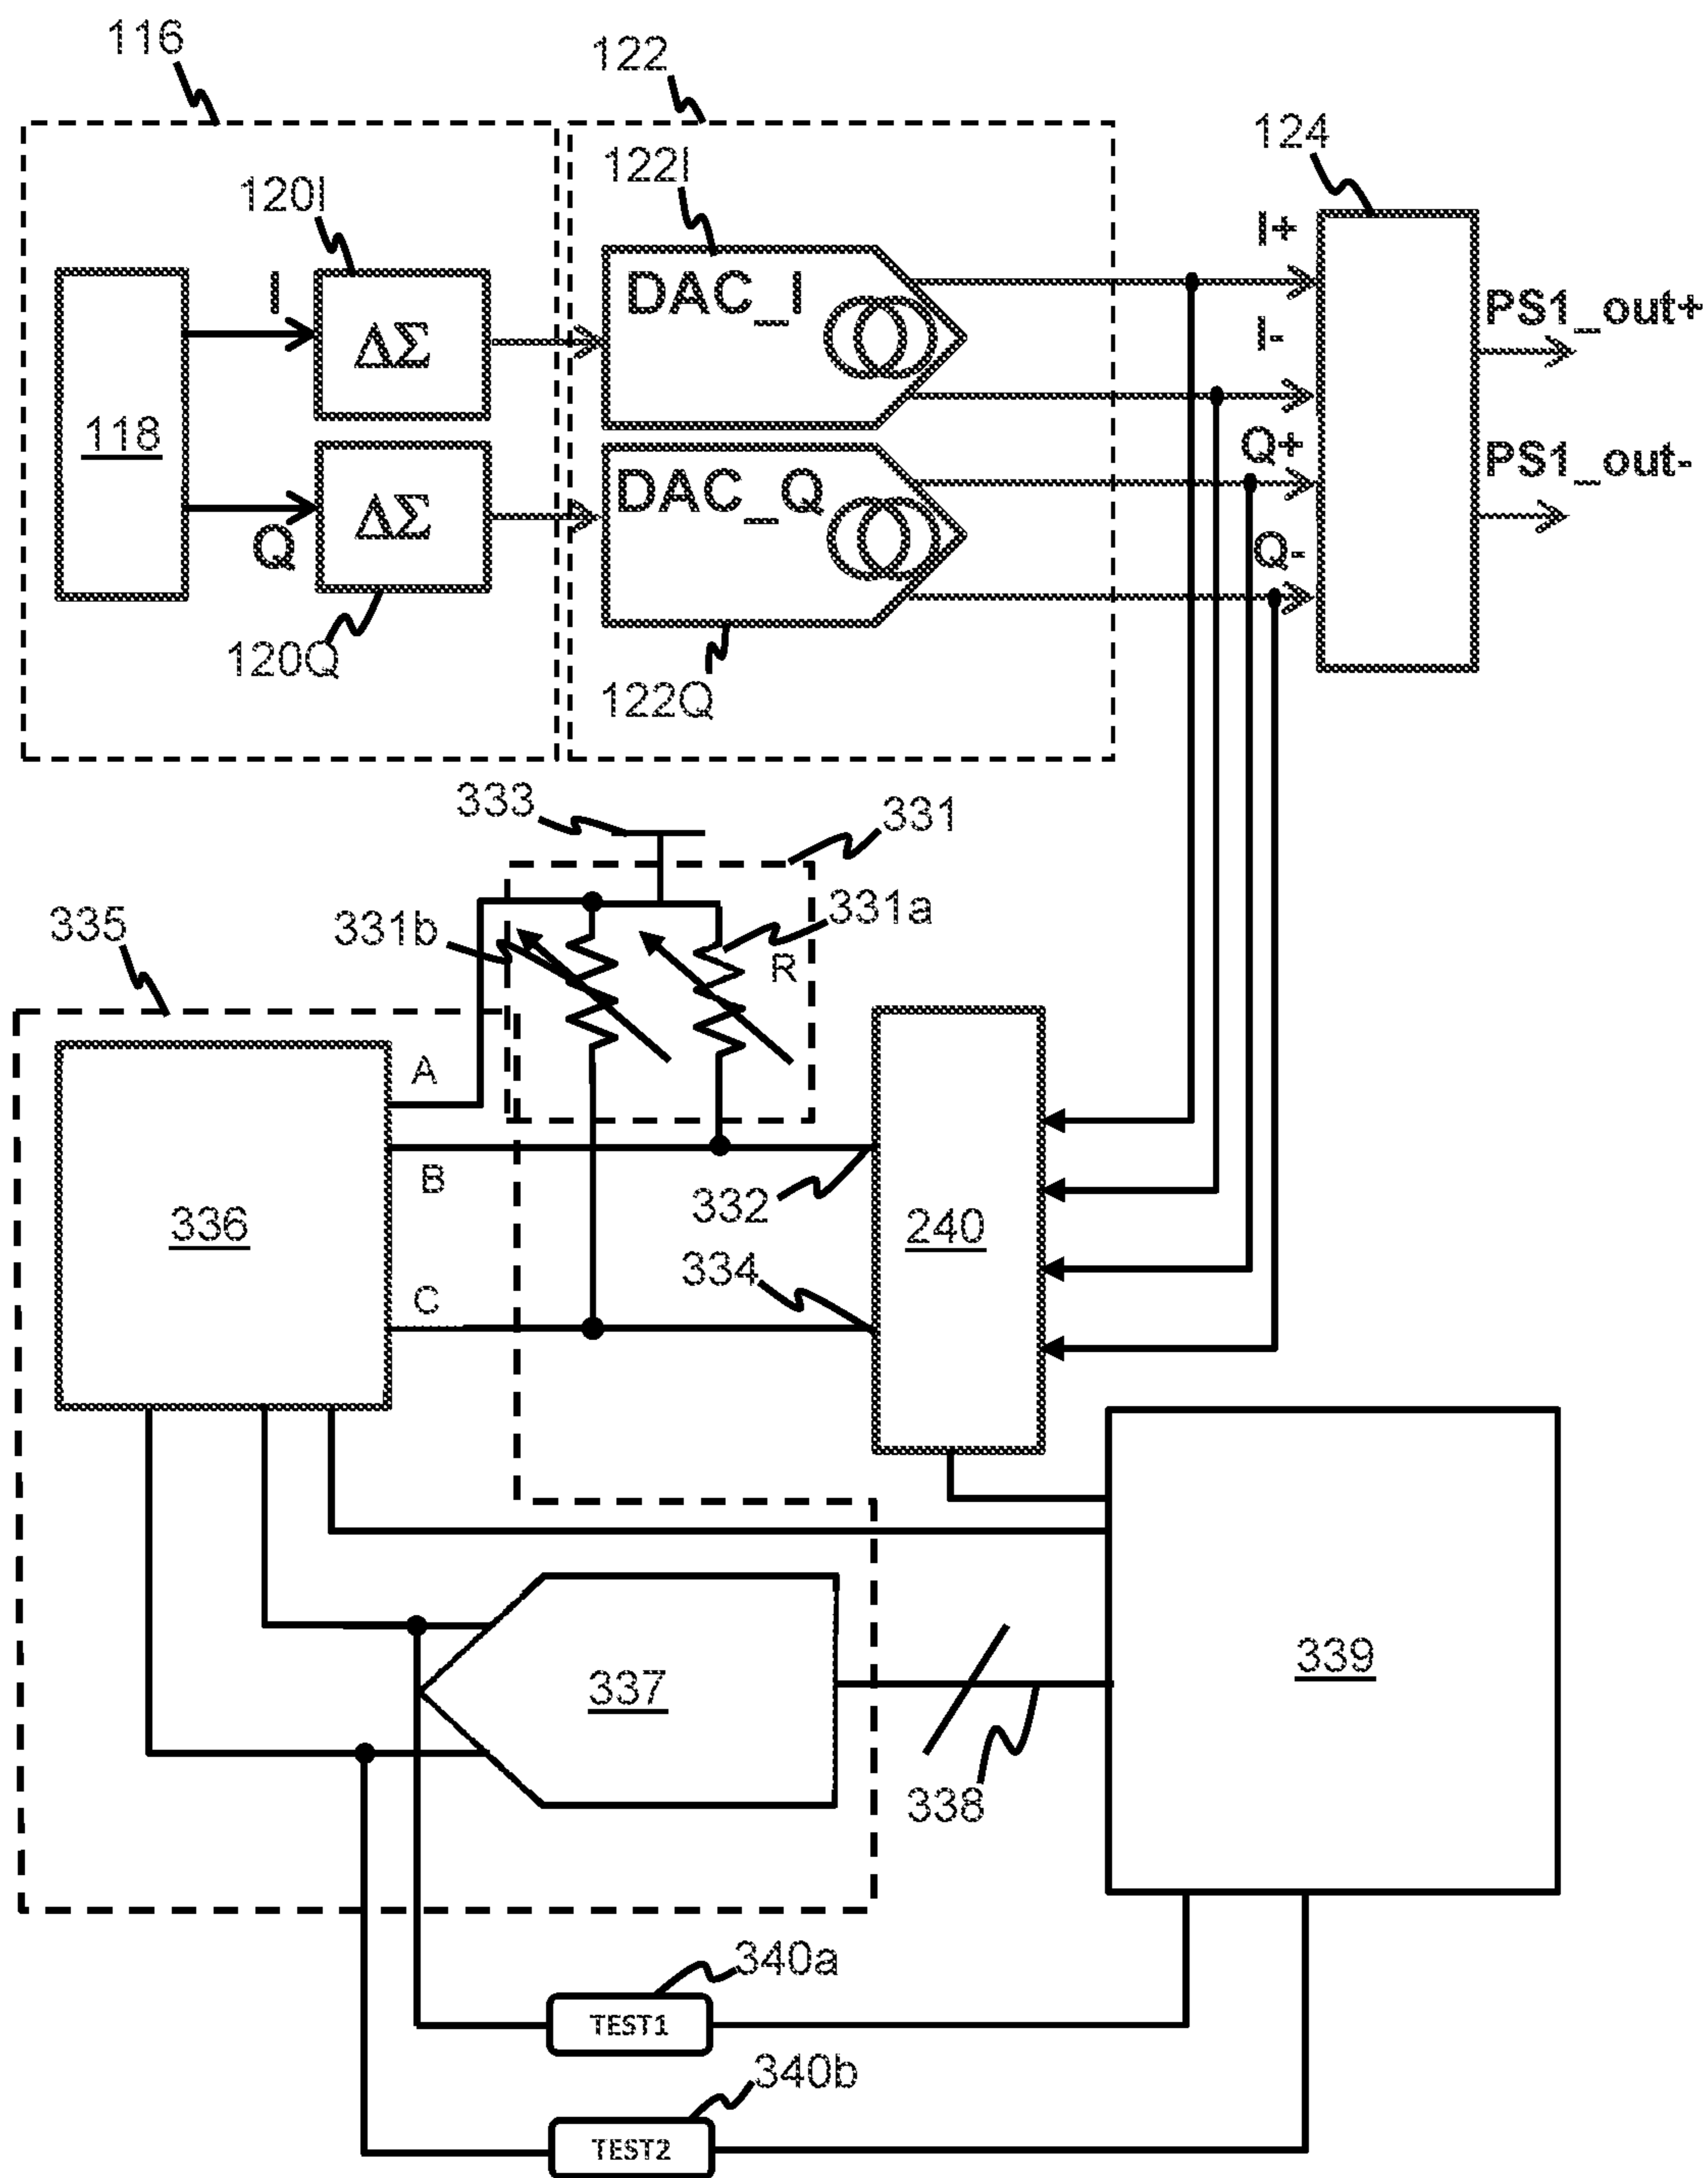 116
122
124
120I
122I
I+
I
ΔΣ
DAC_I
I-
PS1_out+
118
Q+
PS1_out-
Q
ΔΣ
DAC_Q
Q-
120Q
122Q
333
331
335
331b
331a
R
A
B
332
336
240
334
C
337
338
339
340a
TEST1
340b
TEST2